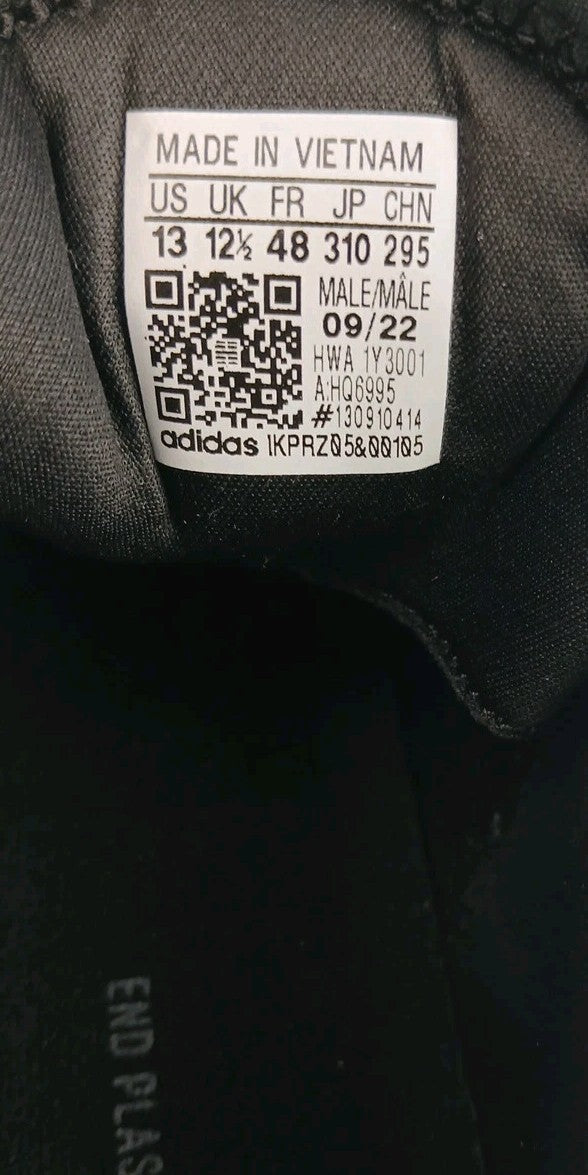 MADE IN VIETNAM
US UK FR JP CHN
13 12½ 48 310 295
MALE/MÂLE
09/22
HWA 1Y3001
A:HQ6995
#130910414
adidas 1KPRZ05&00105
END PLAS